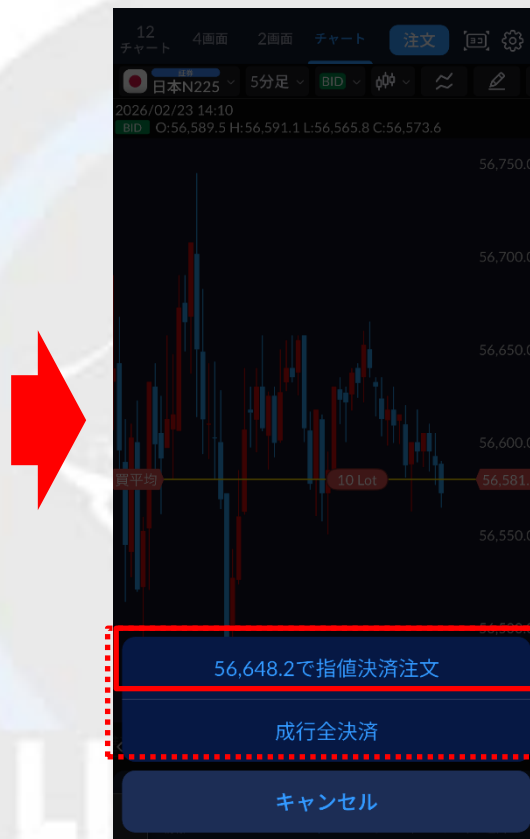 12
チャート 4画面 2画面 チャート 注文
証券
日本N225 5分足 BID
2026/02/23 14:10
BID O:56,589.5 H:56,591.1 L:56,565.8 C:56,573.6
56,750.0
56,700.0
56,650.0
56,600.0
買平均 10 Lot 56,581.
56,550.0
56,648.2で指値決済注文
成行全決済
キャンセル